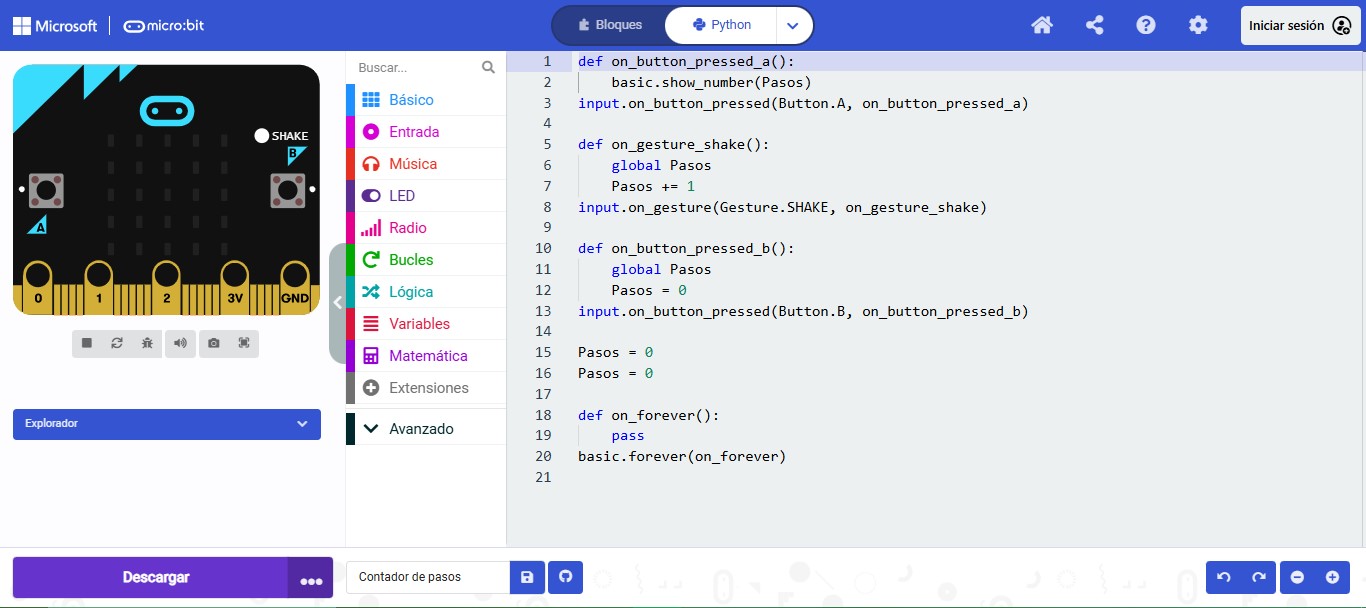 Microsoft
micro:bit
Bloques
Python
Iniciar sesión
SHAKE
B
A
0
1
2
3V
GND
Explorador
Buscar...
Básico
Entrada
Música
LED
Radio
Bucles
Lógica
Variables
Matemática
Extensiones
Avanzado
1 def on_button_pressed_a():
2 basic.show_number(Pasos)
3 input.on_button_pressed(Button.A, on_button_pressed_a)
4
5 def on_gesture_shake():
6 global Pasos
7 Pasos += 1
8 input.on_gesture(Gesture.SHAKE, on_gesture_shake)
9
10 def on_button_pressed_b():
11 global Pasos
12 Pasos = 0
13 input.on_button_pressed(Button.B, on_button_pressed_b)
14
15 Pasos = 0
16 Pasos = 0
17
18 def on_forever():
19 pass
20 basic.forever(on_forever)
21
Descargar
Contador de pasos